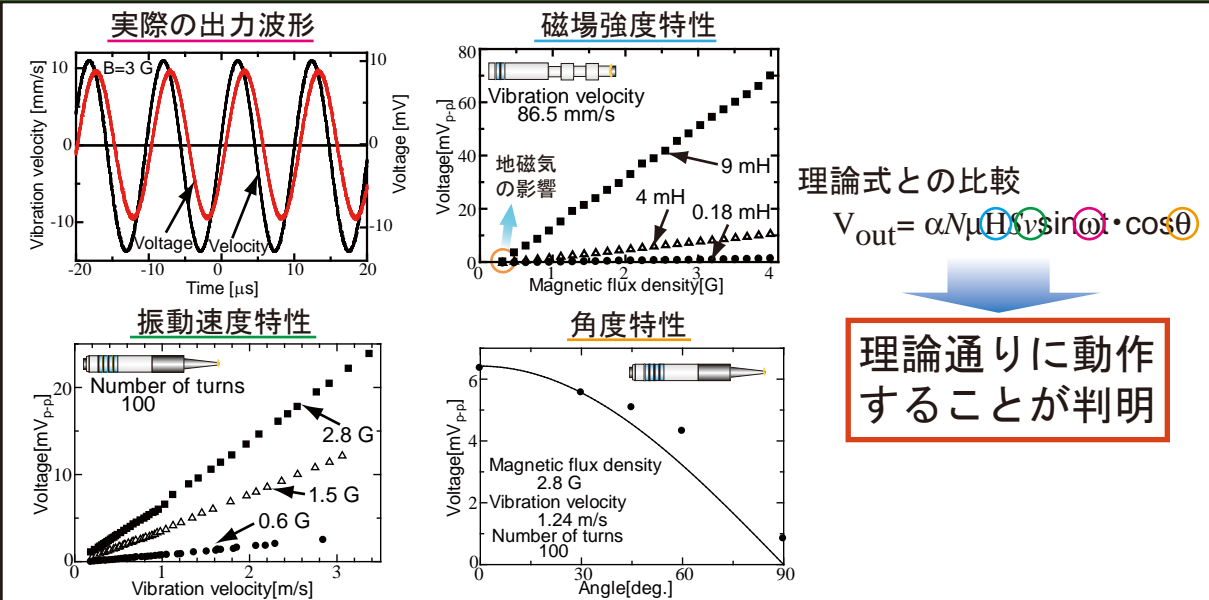 実際の出力波形
B=3 G
Vibration velocity [mm/s]
10
0
-10
Voltage [mV]
10
0
-10
Voltage
Velocity
-20
-10
0
10
20
Time [μs]
磁場強度特性
Vibration velocity
86.5 mm/s
Voltage[mVp-p]
80
60
40
20
0
地磁気
の影響
9 mH
4 mH
0.18 mH
0
1
2
3
4
Magnetic flux density[G]
振動速度特性
Number of turns
100
Voltage[mVp-p]
20
10
0
2.8 G
1.5 G
0.6 G
0
1
2
3
Vibration velocity[m/s]
角度特性
Voltage[mVp-p]
6
4
2
0
Magnetic flux density
2.8 G
Vibration velocity
1.24 m/s
Number of turns
100
0
30
60
90
Angle[deg.]
理論式との比較
Vout= αNμHSvsinωt・cosθ
理論通りに動作
することが判明